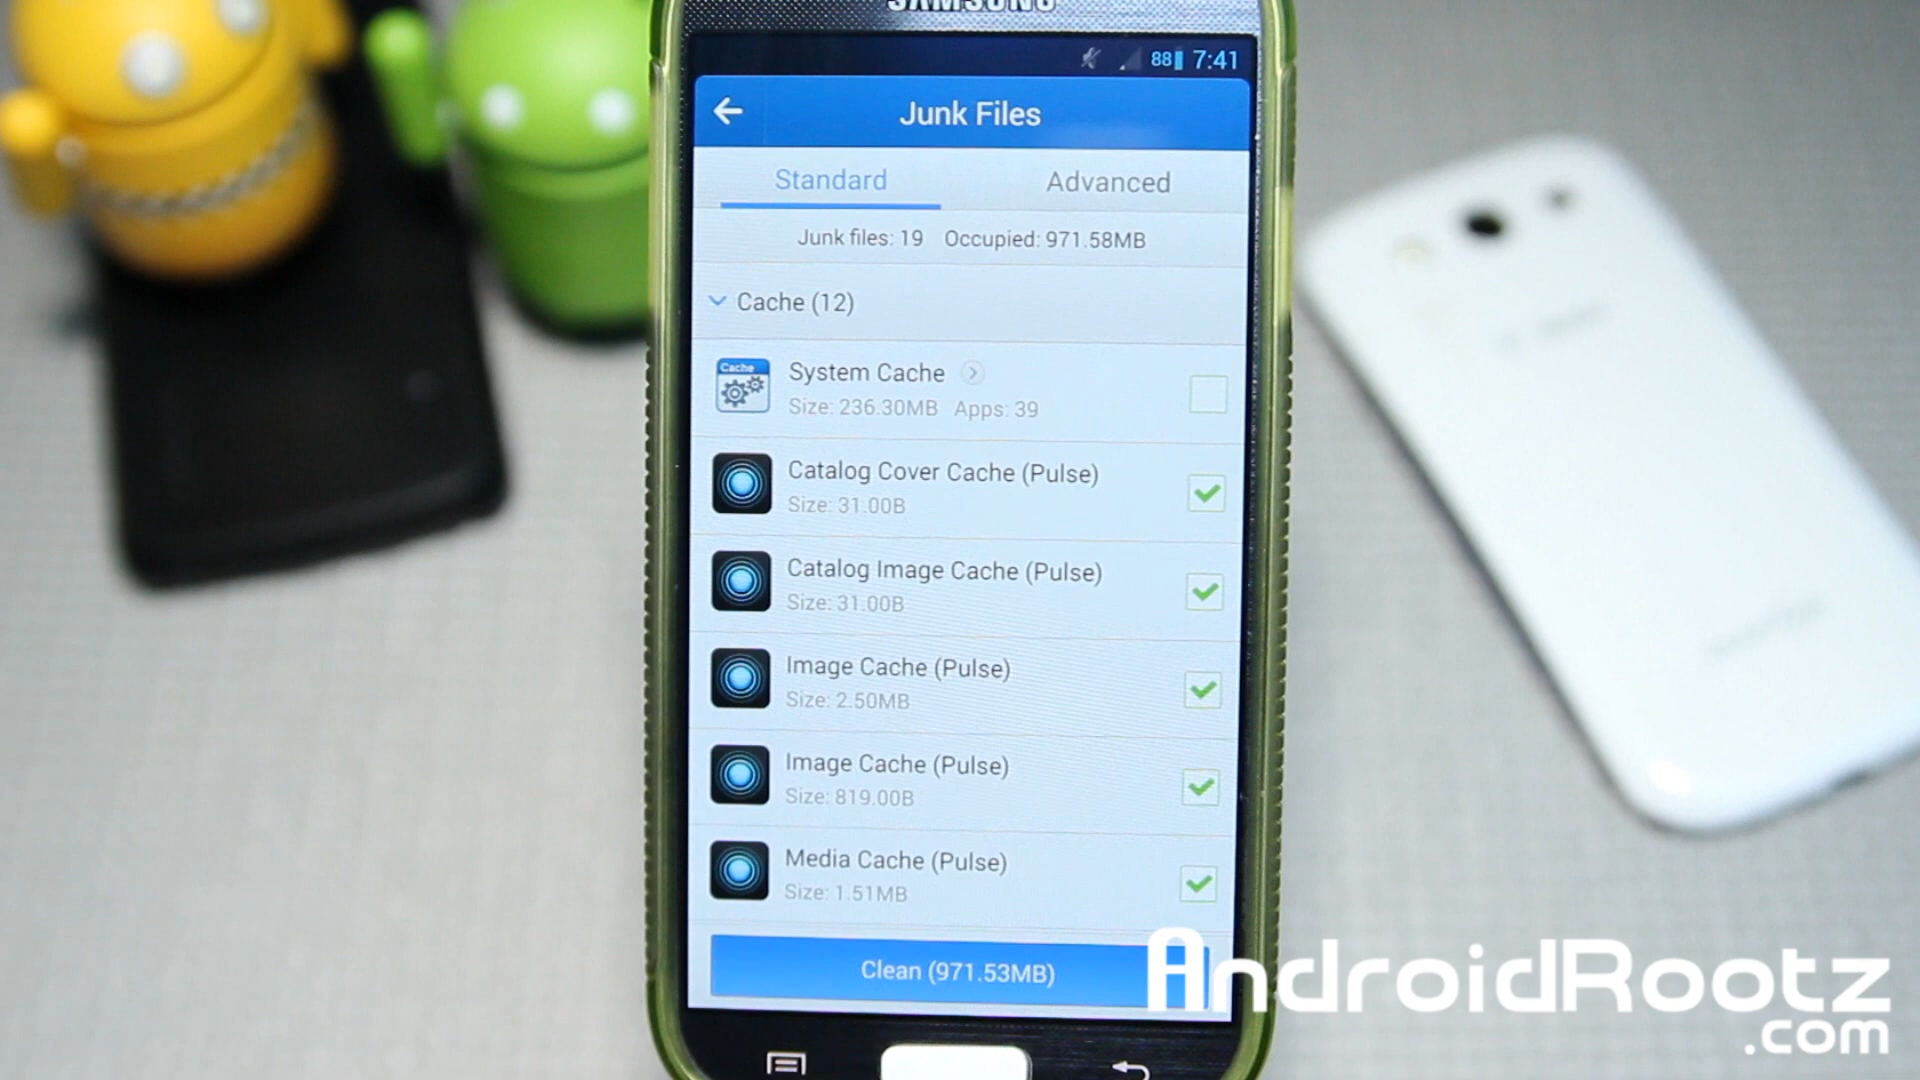 SAMSUNG
88 7:41
Junk Files
Standard Advanced
Junk files: 19 Occupied: 971.58MB
Cache (12)
Cache
System Cache
Size: 236.30MB Apps: 39
Catalog Cover Cache (Pulse)
Size: 31.00B
Catalog Image Cache (Pulse)
Size: 31.00B
Image Cache (Pulse)
Size: 2.50MB
Image Cache (Pulse)
Size: 819.00B
Media Cache (Pulse)
Size: 1.51MB
Clean (971.53MB)
AndroidRootz
.com